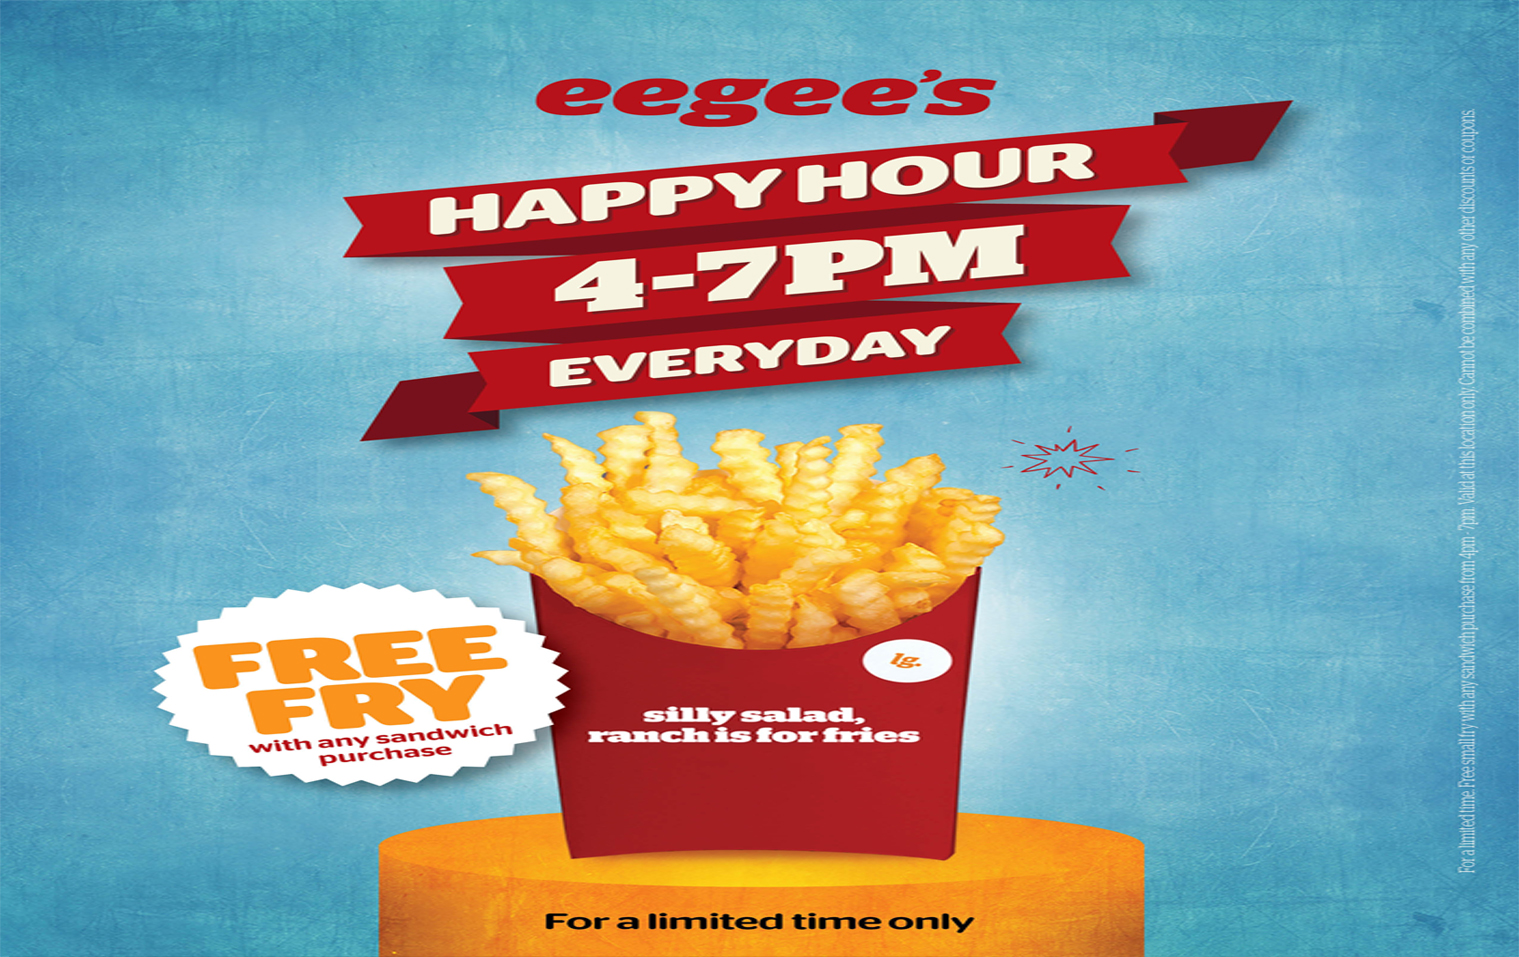 eegee's
HAPPY HOUR
4-7PM
EVERYDAY
FREE
FRY
with any sandwich
purchase
lg.
silly salad,
ranch is for fries
For a limited time only
For a limited time. Free small fry with any sandwich purchase from 4pm - 7pm. Valid at this location only. Cannot be combined with any other discounts or coupons.